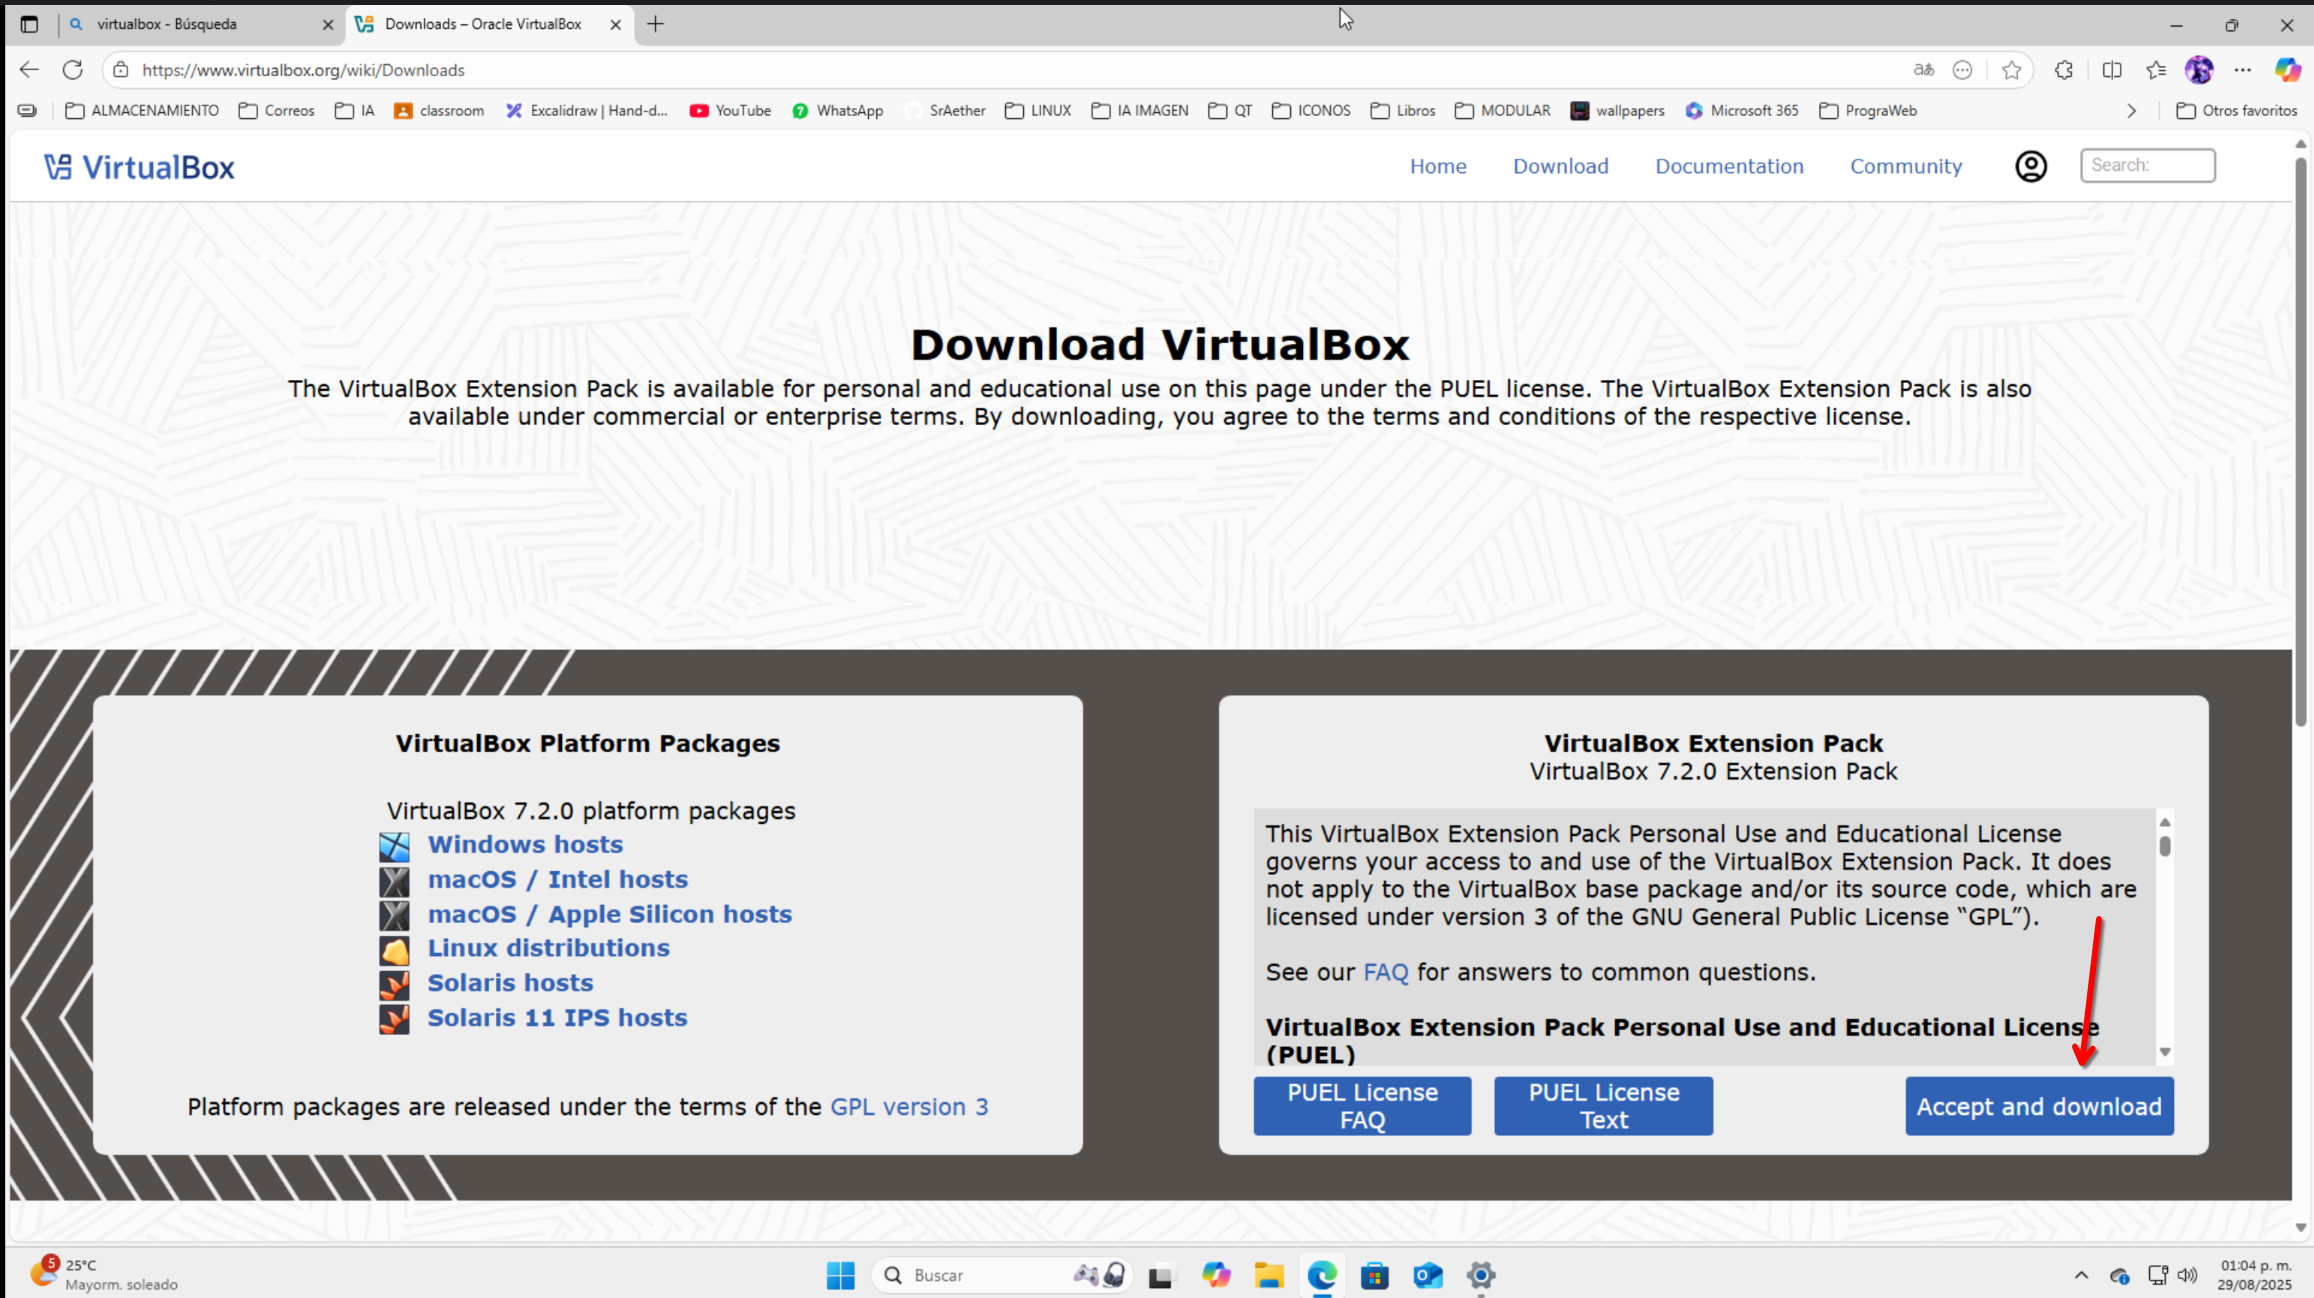 virtualbox - Búsqueda
Downloads – Oracle VirtualBox
https://www.virtualbox.org/wiki/Downloads
ALMACENAMIENTO
Correos
IA
classroom
Excalidraw | Hand-d...
YouTube
WhatsApp
SrAether
LINUX
IA IMAGEN
QT
ICONOS
Libros
MODULAR
wallpapers
Microsoft 365
PrograWeb
Otros favoritos
VirtualBox
Home
Download
Documentation
Community
Search:
Download VirtualBox
The VirtualBox Extension Pack is available for personal and educational use on this page under the PUEL license. The VirtualBox Extension Pack is also
available under commercial or enterprise terms. By downloading, you agree to the terms and conditions of the respective license.
VirtualBox Platform Packages
VirtualBox 7.2.0 platform packages
Windows hosts
macOS / Intel hosts
macOS / Apple Silicon hosts
Linux distributions
Solaris hosts
Solaris 11 IPS hosts
Platform packages are released under the terms of the GPL version 3
VirtualBox Extension Pack
VirtualBox 7.2.0 Extension Pack
This VirtualBox Extension Pack Personal Use and Educational License
governs your access to and use of the VirtualBox Extension Pack. It does
not apply to the VirtualBox base package and/or its source code, which are
licensed under version 3 of the GNU General Public License “GPL”).
See our FAQ for answers to common questions.
VirtualBox Extension Pack Personal Use and Educational License
(PUEL)
PUEL License
FAQ
PUEL License
Text
Accept and download
5
25°C
Mayorm. soleado
Buscar
01:04 p. m.
29/08/2025